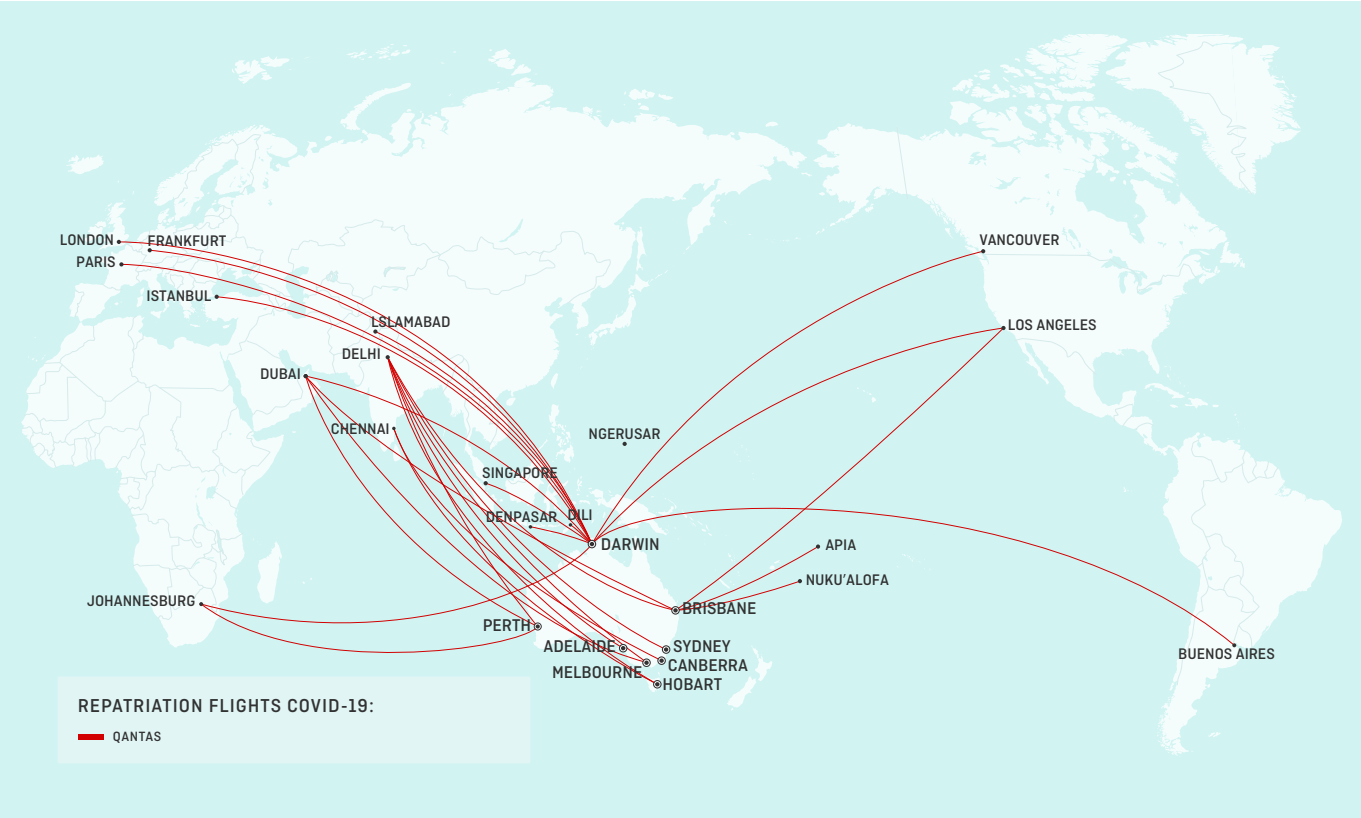 LONDON
FRANKFURT
VANCOUVER
PARIS
ISTANBUL
LSLAMABAD
LOS ANGELES
DELHI
DUBAI
CHENNAI
NGERUSAR
SINGAPORE
DENPASAR
DILI
DARWIN
APIA
NUKU'ALOFA
JOHANNESBURG
BRISBANE
PERTH
ADELAIDE
SYDNEY
BUENOS AIRES
CANBERRA
MELBOURNE
HOBART
REPATRIATION FLIGHTS COVID-19:
QANTAS